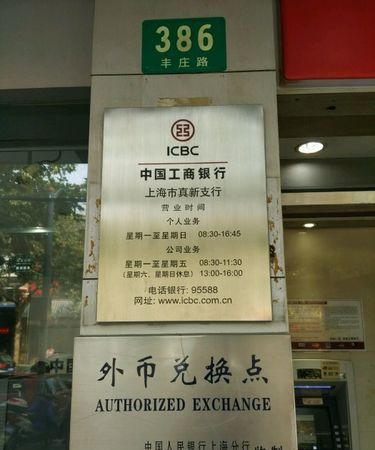 386
丰庄路
ICBC
中国工商银行
上海市真新支行
营业时间
个人业务
星期一至星期日 08:30-16:45
公司业务
星期一至星期五 08:30-11:30
(星期六、星期日休息) 13:00-16:00
电话银行: 95588
网址: www.icbc.com.cn
外币兑换点
AUTHORIZED EXCHANGE
中国人民银行上海分行